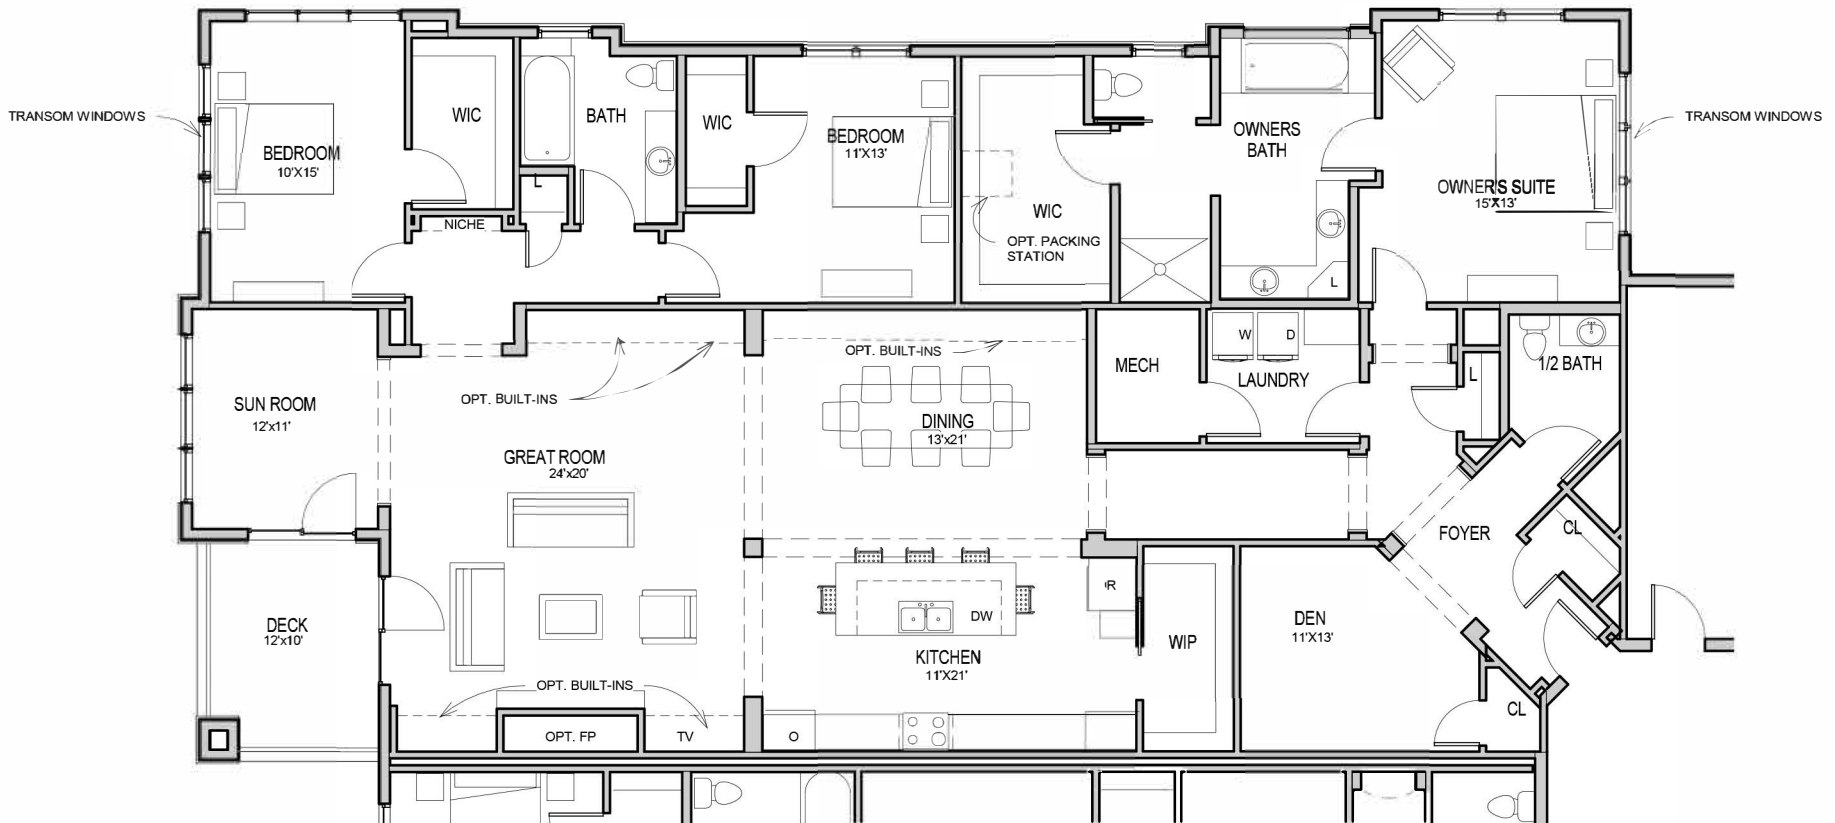 TRANSOM WINDOWS
BEDROOM
10'X15'
WIC
BATH
L
NICHE
WIC
BEDROOM
11'X13'
WIC
OPT. PACKING
STATION
OWNERS
BATH
L
OWNER'S SUITE
15'X13'
TRANSOM WINDOWS
SUN ROOM
12'x11'
OPT. BUILT-INS
GREAT ROOM
24'x20'
OPT. BUILT-INS
DINING
13'x21'
MECH
W
D
LAUNDRY
L
1/2 BATH
FOYER
CL
DECK
12'x10'
OPT. BUILT-INS
OPT. FP
TV
DW
KITCHEN
11'X21'
O
R
WIP
DEN
11'X13'
CL